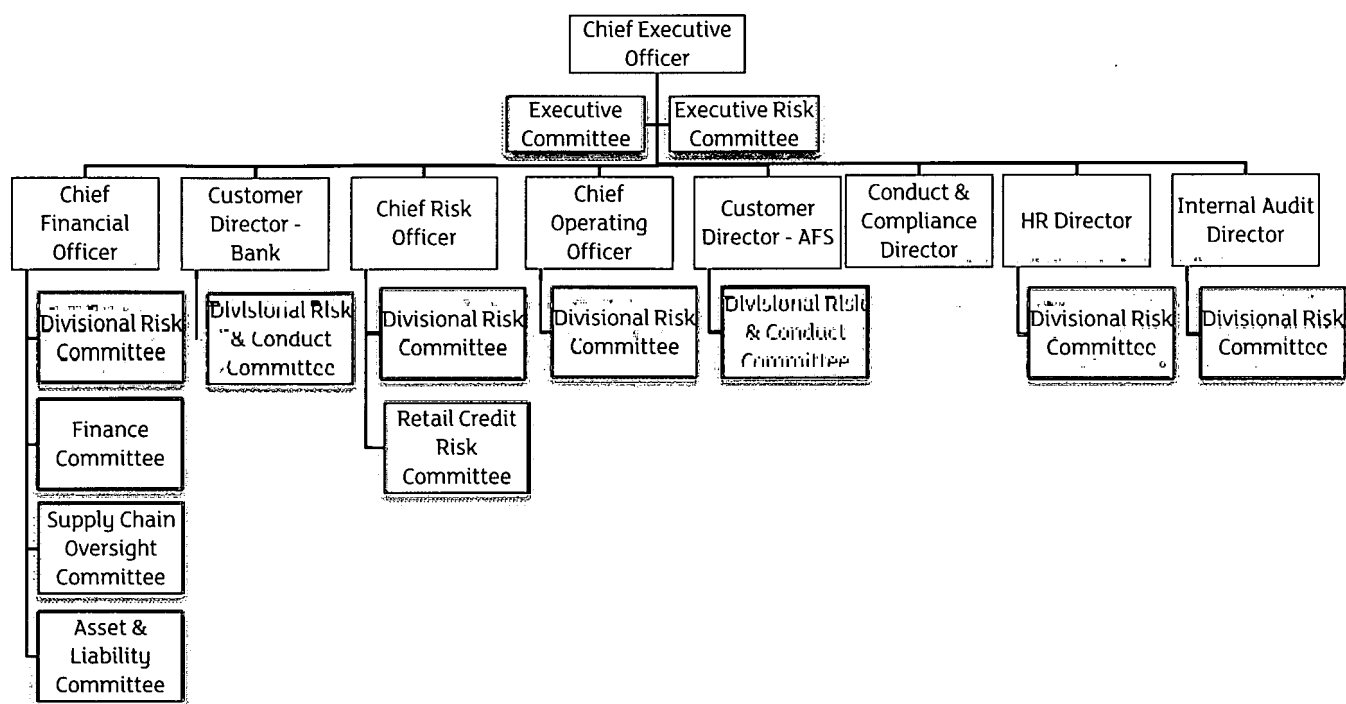 Chief Executive
Officer
Executive
Committee
Executive Risk
Committee
Chief
Financial
Officer
Customer
Director -
Bank
Chief Risk
Officer
Chief
Operating
Officer
Customer
Director - AFS
Conduct &
Compliance
Director
HR Director
Internal Audit
Director
Divisional Risk
Committee
Divisional Risk
& Conduct
Committee
Divisional Risk
Committee
Divisional Risk
Committee
Divisional Risk
& Conduct
Committee
Divisional Risk
Committee
Divisional Risk
Committee
Finance
Committee
Retail Credit
Risk
Committee
Supply Chain
Oversight
Committee
Asset &
Liability
Committee